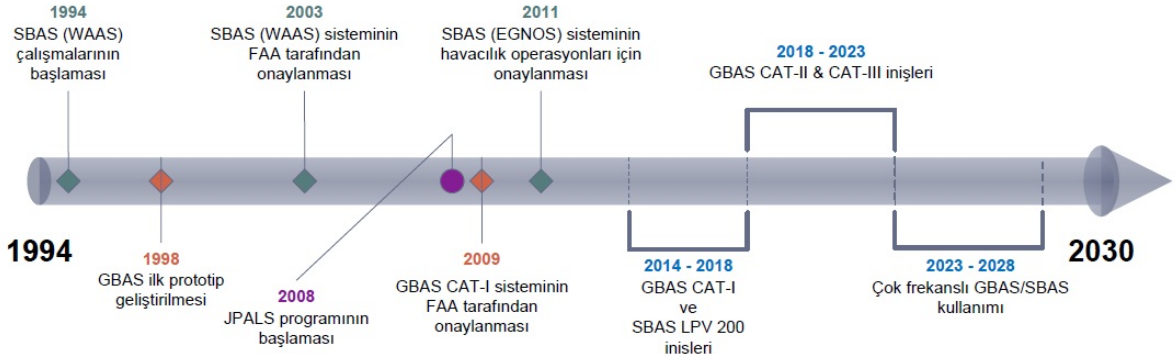 1994
SBAS (WAAS)
çalışmalarının
başlaması
2003
SBAS (WAAS) sisteminin
FAA tarafından
onaylanması
2011
SBAS (EGNOS) sisteminin
havacılık operasyonları için
onaylanması
2018 - 2023
GBAS CAT-II & CAT-III inişleri
1994
2030
1998
GBAS ilk prototip
geliştirilmesi
2008
JPALS programının
başlaması
2009
GBAS CAT-I sisteminin
FAA tarafından
onaylanması
2014 - 2018
GBAS CAT-I
ve
SBAS LPV 200
inişleri
2023 - 2028
Çok frekanslı GBAS/SBAS
kullanımı